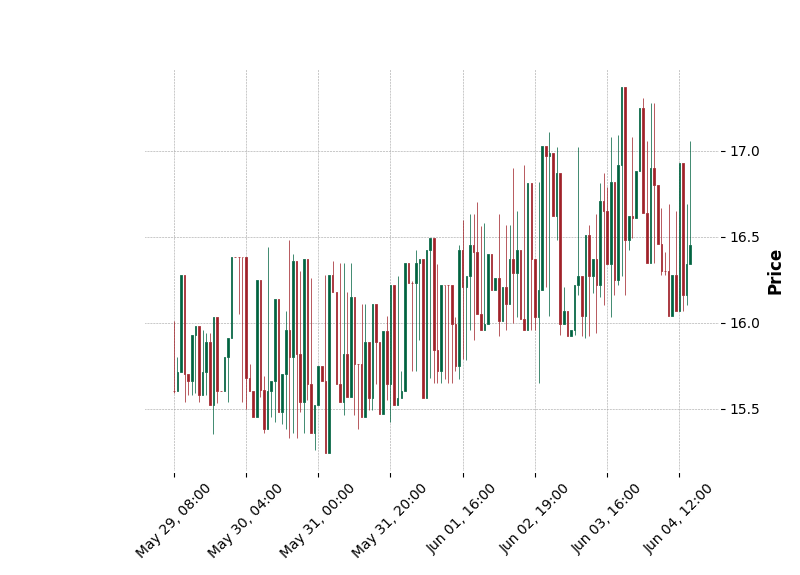 17.0
16.5
16.0
15.5
Price
May 29, 08:00
May 30, 04:00
May 31, 00:00
May 31, 20:00
Jun 01, 16:00
Jun 02, 19:00
Jun 03, 16:00
Jun 04, 12:00